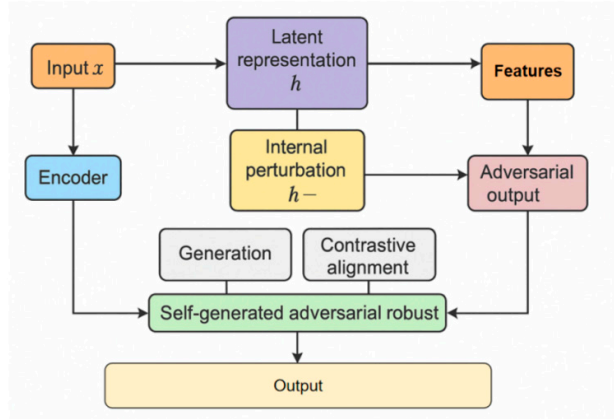 Input x
Latent
representation
h
Features
Encoder
Internal
perturbation
h−
Adversarial
output
Generation
Contrastive
alignment
Self-generated adversarial robust
Output